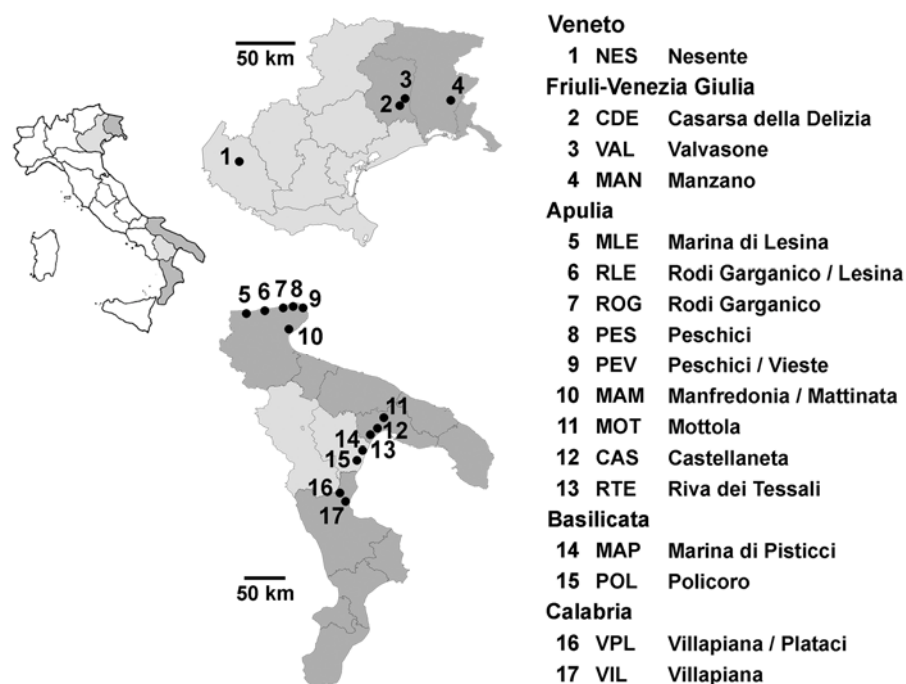 50 km
1
2
3
4
5
6
7
8
9
10
11
12
13
14
15
16
17
50 km
Veneto
1 NES Nesente
Friuli-Venezia Giulia
2 CDE Casarsa della Delizia
3 VAL Valvasone
4 MAN Manzano
Apulia
5 MLE Marina di Lesina
6 RLE Rodi Garganico / Lesina
7 ROG Rodi Garganico
8 PES Peschici
9 PEV Peschici / Vieste
10 MAM Manfredonia / Mattinata
11 MOT Mottola
12 CAS Castellaneta
13 RTE Riva dei Tessali
Basilicata
14 MAP Marina di Pisticci
15 POL Policoro
Calabria
16 VPL Villapiana / Plataci
17 VIL Villapiana